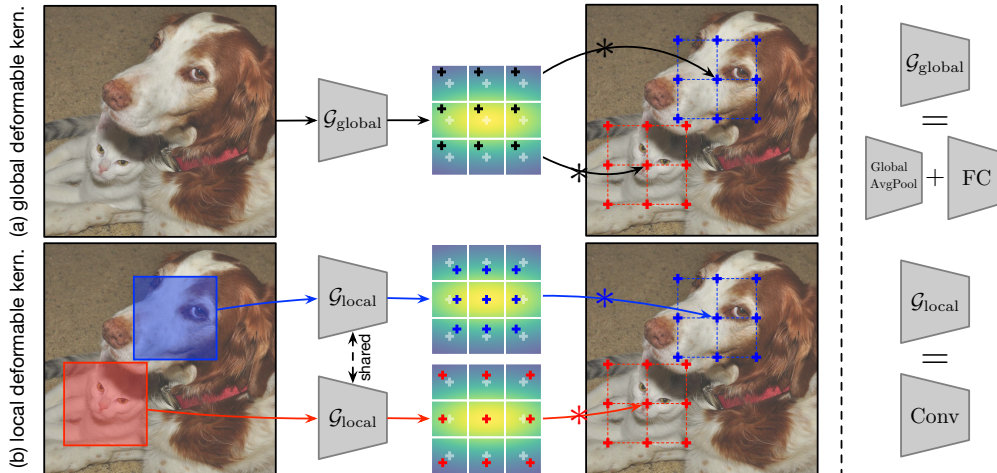 (a) global deformable kern.
𝒢global
𝒢global
=
Global
AvgPool
+
FC
(b) local deformable kern.
𝒢local
shared
𝒢local
𝒢local
=
Conv